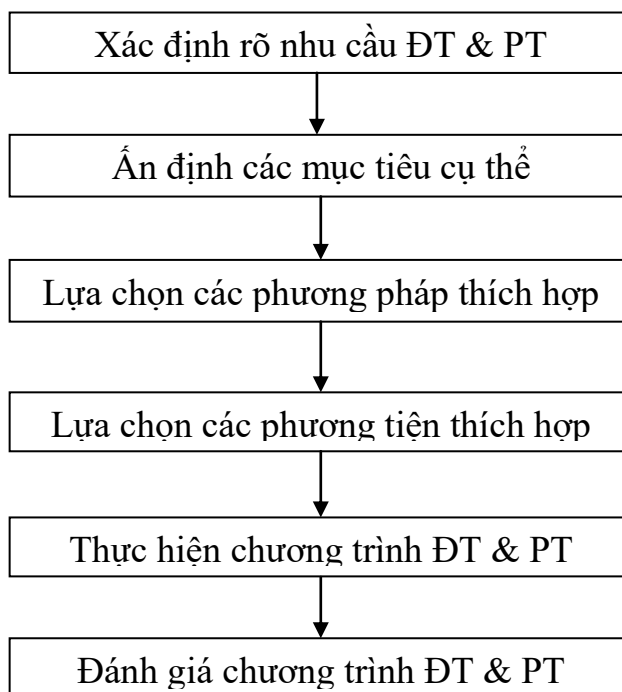 Xác định rõ nhu cầu ĐT & PT
Ấn định các mục tiêu cụ thể
Lựa chọn các phương pháp thích hợp
Lựa chọn các phương tiện thích hợp
Thực hiện chương trình ĐT & PT
Đánh giá chương trình ĐT & PT